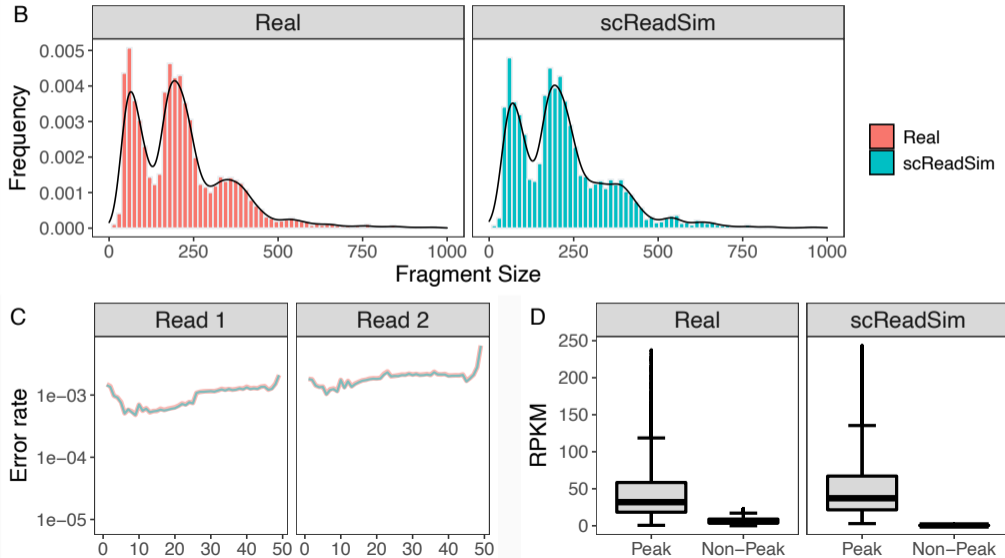 B
Real
scReadSim
0.005
0.004
0.003
0.002
0.001
0.000
Frequency
0 250 500 750 1000
0 250 500 750 1000
Fragment Size
Real
scReadSim
C
Read 1
Read 2
1e−03
1e−04
1e−05
Error rate
0 10 20 30 40 50
0 10 20 30 40 50
D
Real
scReadSim
250
200
150
100
50
0
RPKM
Peak Non−Peak
Peak Non−Peak